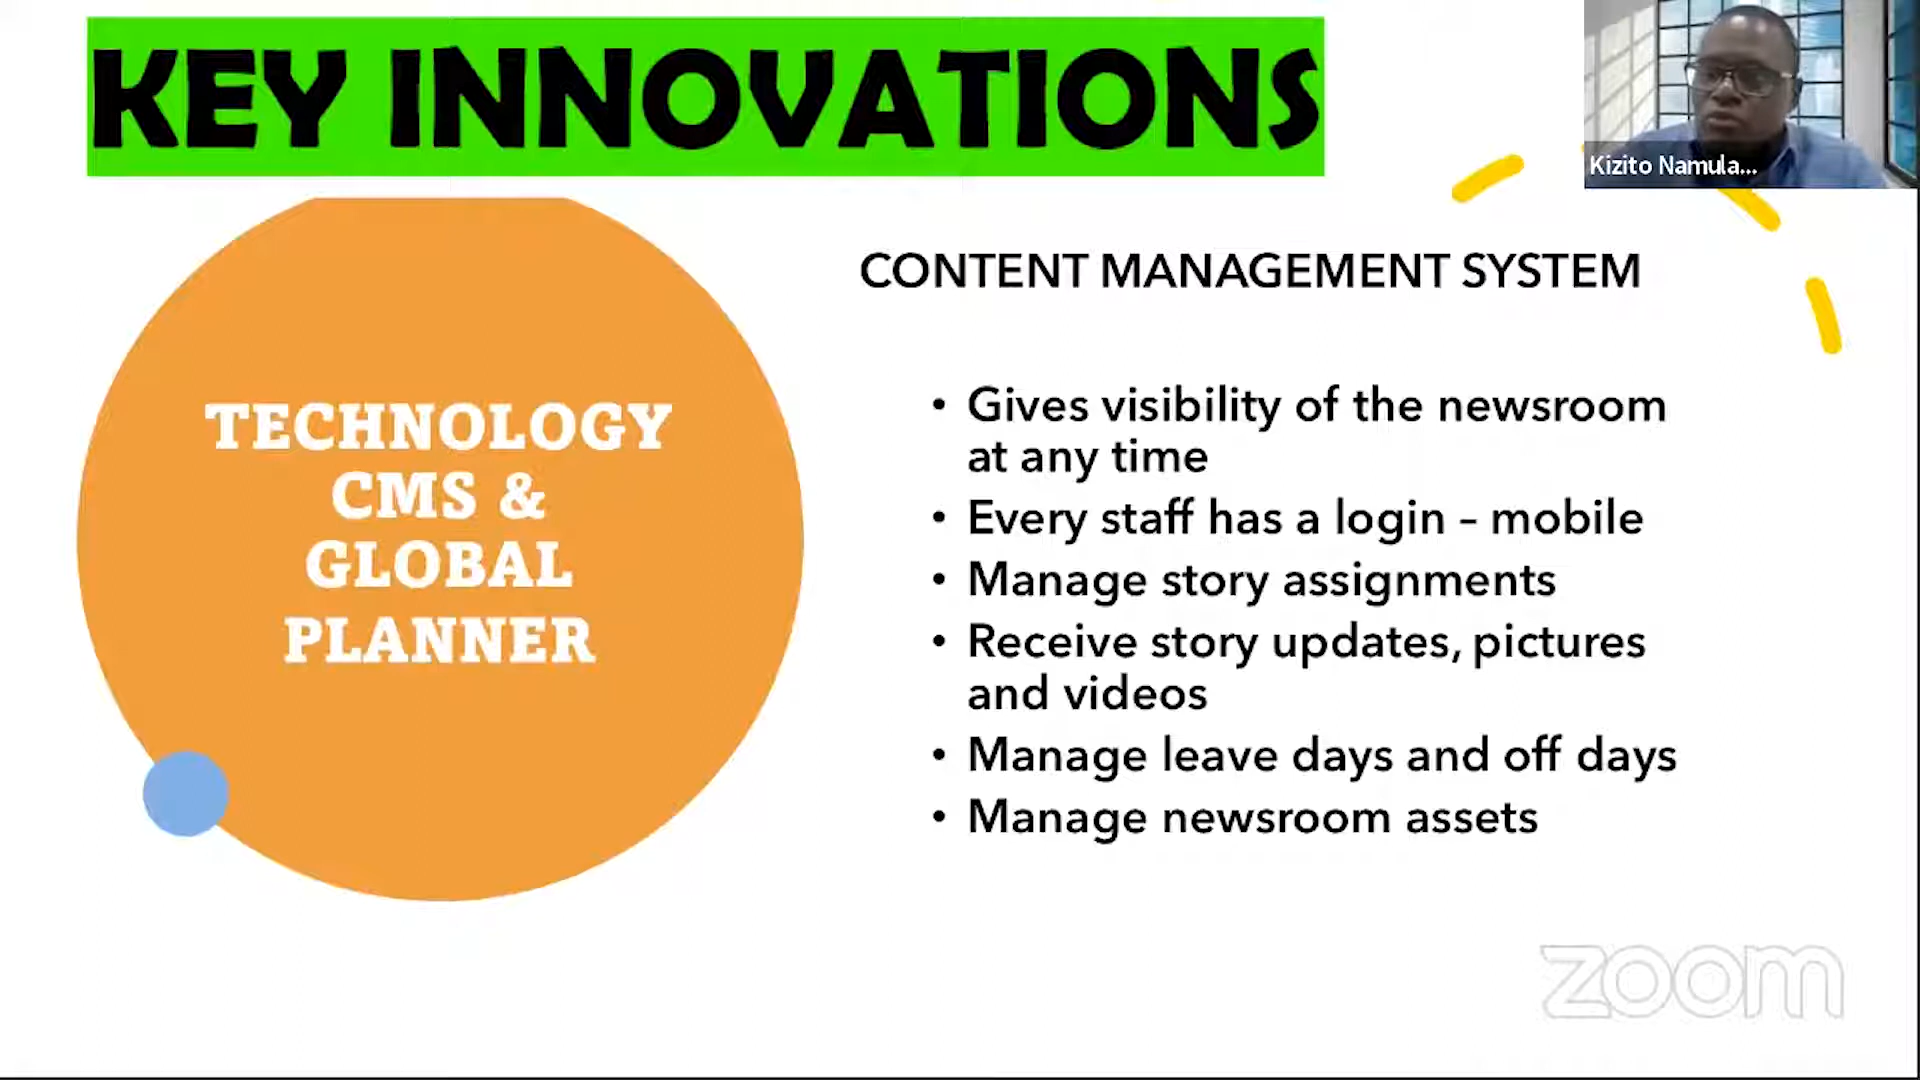 KEY INNOVATIONS
Kizito Namula...
TECHNOLOGY
CMS &
GLOBAL
PLANNER
CONTENT MANAGEMENT SYSTEM
• Gives visibility of the newsroom
at any time
• Every staff has a login – mobile
• Manage story assignments
• Receive story updates, pictures
and videos
• Manage leave days and off days
• Manage newsroom assets
zoom